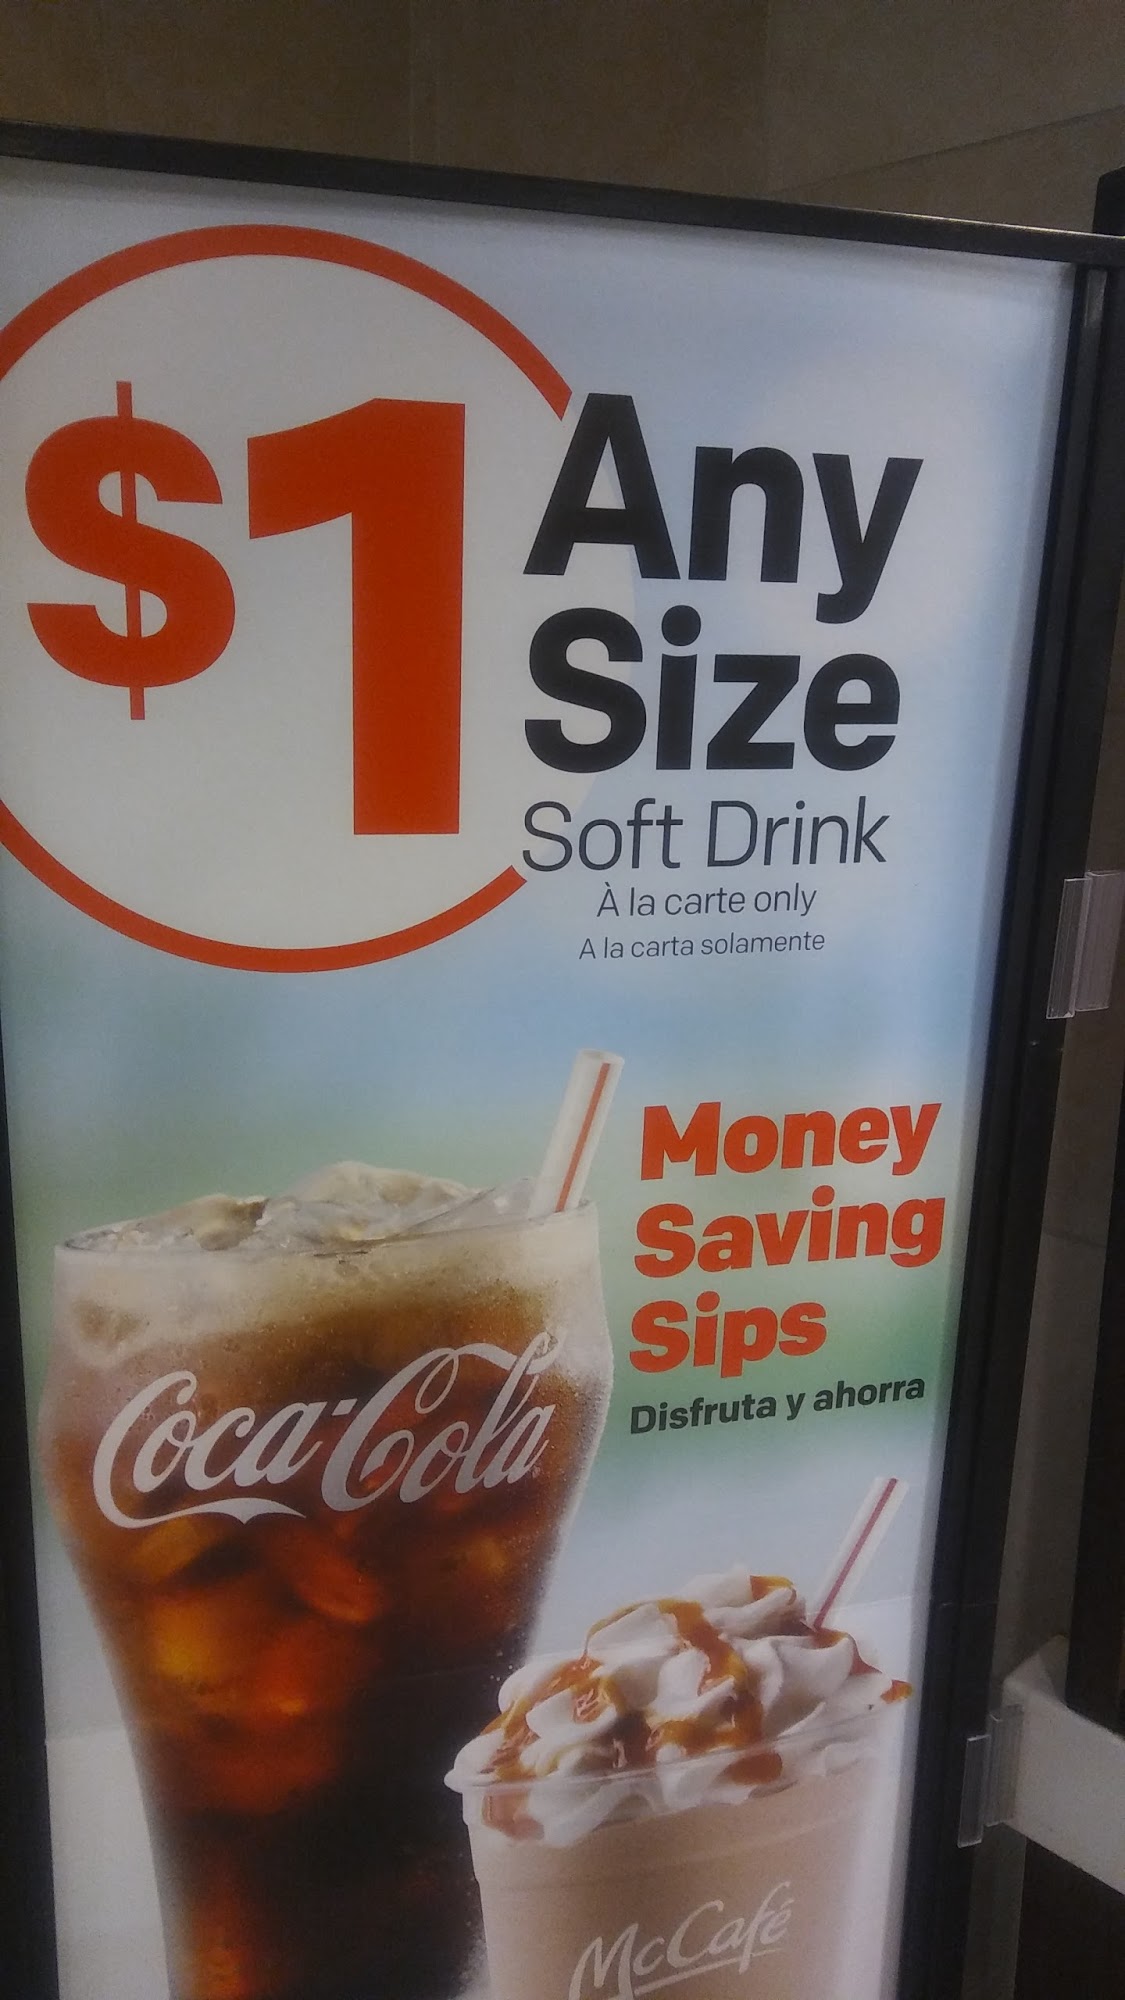 $1
Any
Size
Soft Drink
À la carte only
A la carta solamente
Money
Saving
Sips
Disfruta y ahorra
Coca-Cola
McCafé